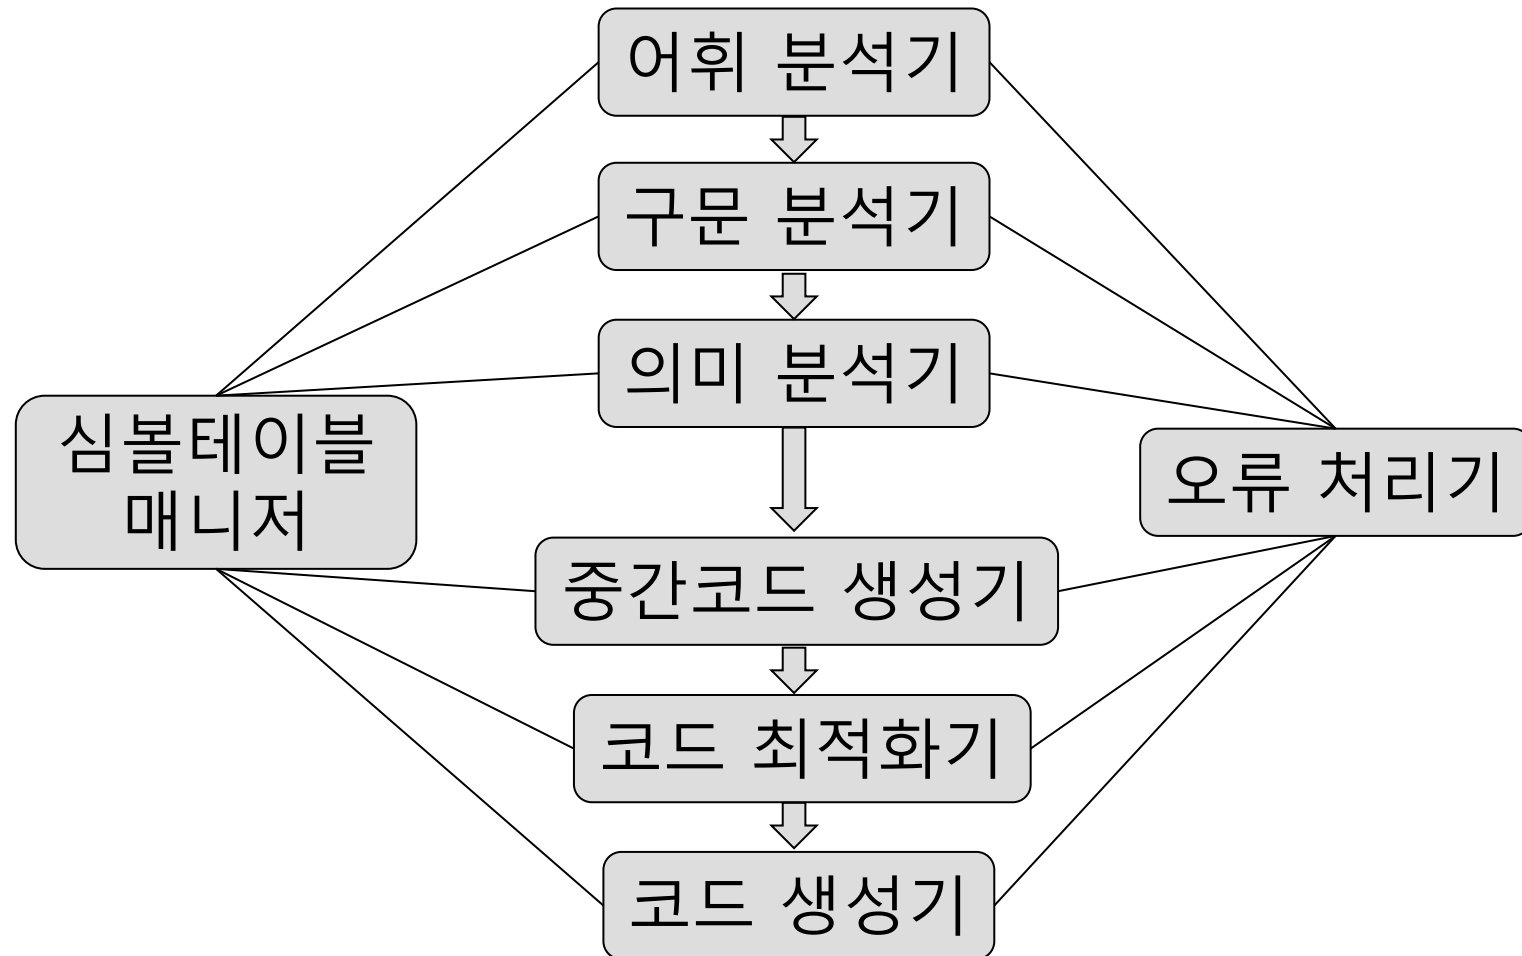 어휘 분석기
구문 분석기
의미 분석기
심볼테이블
매니저
오류 처리기
중간코드 생성기
코드 최적화기
코드 생성기